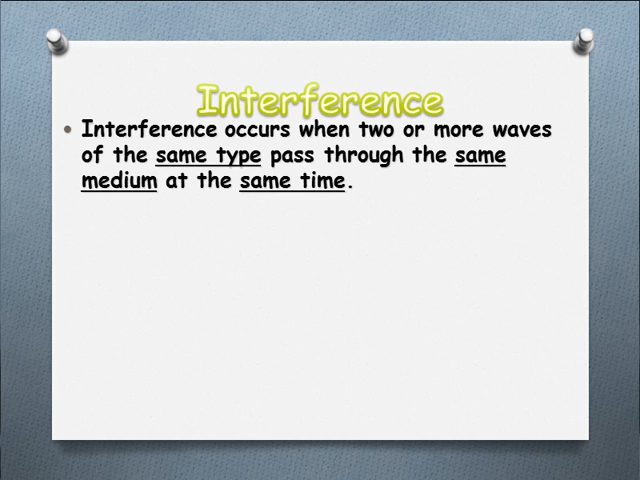 Interference
• Interference occurs when two or more waves
of the same type pass through the same
medium at the same time.